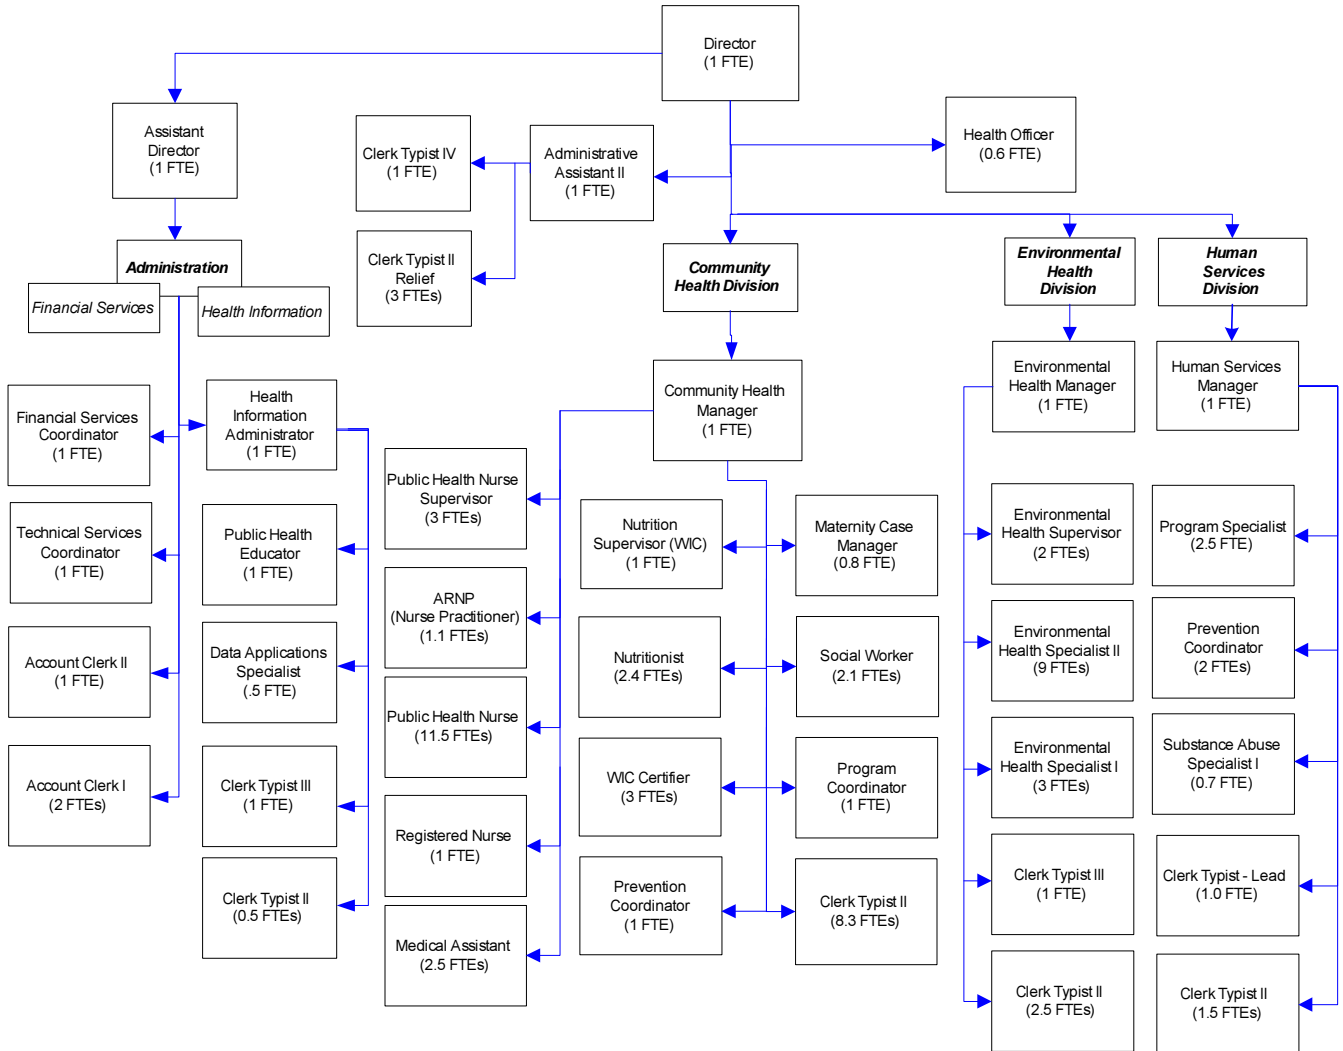 Director
(1 FTE)
Assistant
Director
(1 FTE)
Clerk Typist IV
(1 FTE)
Administrative
Assistant II
(1 FTE)
Health Officer
(0.6 FTE)
Clerk Typist II
Relief
(3 FTEs)
Administration
Financial Services
Health Information
Community
Health Division
Environmental
Health
Division
Human
Services
Division
Financial Services
Coordinator
(1 FTE)
Technical Services
Coordinator
(1 FTE)
Account Clerk II
(1 FTE)
Account Clerk I
(2 FTEs)
Health
Information
Administrator
(1 FTE)
Public Health
Educator
(1 FTE)
Data Applications
Specialist
(.5 FTE)
Clerk Typist III
(1 FTE)
Clerk Typist II
(0.5 FTEs)
Community Health
Manager
(1 FTE)
Public Health Nurse
Supervisor
(3 FTEs)
ARNP
(Nurse Practitioner)
(1.1 FTEs)
Public Health Nurse
(11.5 FTEs)
Registered Nurse
(1 FTE)
Medical Assistant
(2.5 FTEs)
Nutrition
Supervisor (WIC)
(1 FTE)
Nutritionist
(2.4 FTEs)
WIC Certifier
(3 FTEs)
Prevention
Coordinator
(1 FTE)
Maternity Case
Manager
(0.8 FTE)
Social Worker
(2.1 FTEs)
Program
Coordinator
(1 FTE)
Clerk Typist II
(8.3 FTEs)
Environmental
Health Manager
(1 FTE)
Environmental
Health Supervisor
(2 FTEs)
Environmental
Health Specialist II
(9 FTEs)
Environmental
Health Specialist I
(3 FTEs)
Clerk Typist III
(1 FTE)
Clerk Typist II
(2.5 FTEs)
Human Services
Manager
(1 FTE)
Program Specialist
(2.5 FTE)
Prevention
Coordinator
(2 FTEs)
Substance Abuse
Specialist I
(0.7 FTE)
Clerk Typist - Lead
(1.0 FTE)
Clerk Typist II
(1.5 FTEs)